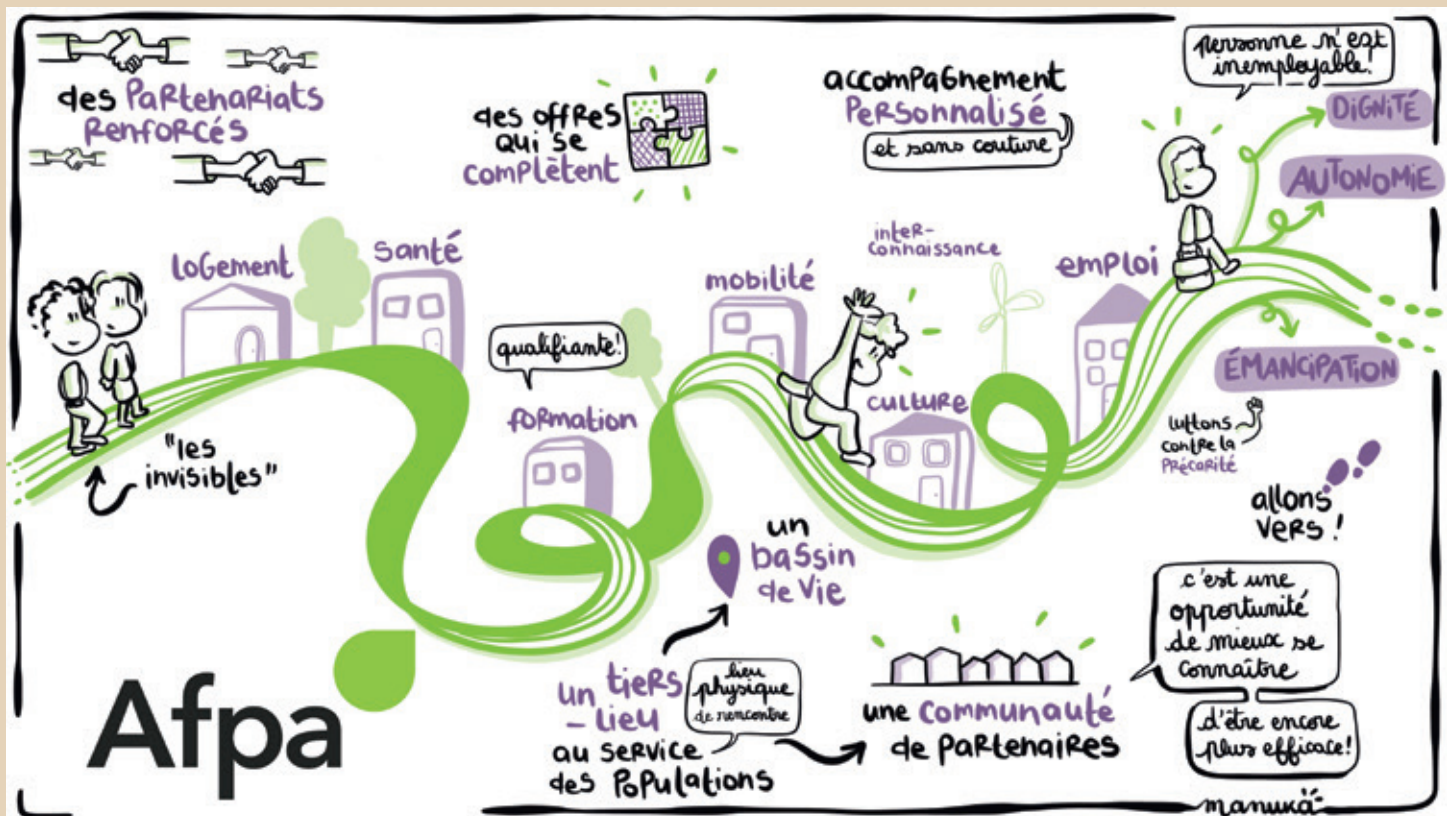 des Partenariats
Renforcés
des offres
qui se
complètent
accompagnement
Personnalisé
et sans couture
personne n'est
inemployable!
DIGNITÉ
AUTONOMIE
logement
santé
mobilité
inter-
connaissance
emploi
qualifiante!
formation
culture
ÉMANCIPATION
"les
invisibles"
luttons
contre la
PRÉCARITÉ
allons
vers !
un
bassin
de vie
un tiers
- lieu
au service
des Populations
lieu
physique
de rencontre
une communauté
de partenaires
c'est une
opportunité
de mieux se
connaître
d'être encore
plus efficace!
Afpa
manukä